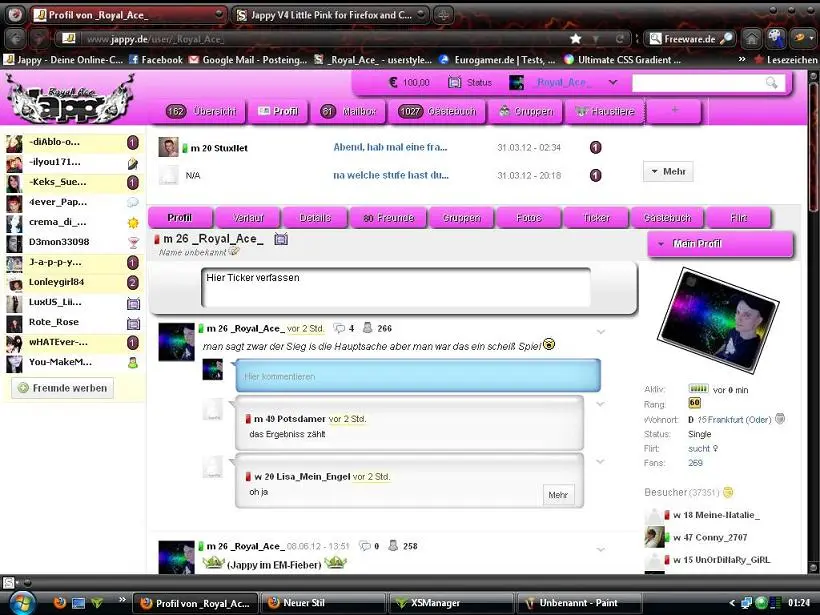 Profil von _Royal_Ace_
Jappy V4 Little Pink for Firefox and C...
www.jappy.de/user/_Royal_Ace_
Freeware.de
Jappy - Deine Online-C...
Facebook
Google Mail - Posteing...
_Royal_Ace_ - userstyle...
Eurogamer.de | Tests, ...
Ultimate CSS Gradient ...
»
Lesezeichen
Royal Ace
Jappy
€ 100,00
Status
_Royal_Ace_
162 Übersicht
Profil
81 Mailbox
1027 Gästebuch
Gruppen
Haustiere
+
-diAblo-o... 1
-ilyou171...
-Keks_Sue... 1
4ever_Pap...
crema_di_...
D3mon33098
J-a-p-p-y... 1
Lonleygirl84 2
LuxUS_Lii...
Rote_Rose
wHATEver-... 1
You-MakeM...
Freunde werben
m 20 Stuxllet
Abend, hab mal eine fra...
31.03.12 - 02:34
1
N/A
na welche stufe hast du...
31.03.12 - 20:18
1
Mehr
Profil
Verlauf
Details
80 Freunde
Gruppen
Fotos
Ticker
Gästebuch
Flirt
m 26 _Royal_Ace_
Name unbekannt
Hier Ticker verfassen
m 26 _Royal_Ace_ vor 2 Std. 4 266
man sagt zwar der Sieg is die Hauptsache aber man war das ein scheiß Spiel
Hier kommentieren
m 49 Potsdamer vor 2 Std.
das Ergebniss zählt
w 20 Lisa_Mein_Engel vor 2 Std.
oh ja
Mehr
m 26 _Royal_Ace_ 08.06.12 - 13:51 0 258
(Jappy im EM-Fieber)
Mein Profil
Aktiv: vor 0 min
Rang: 60
Wohnort: D 15 Frankfurt (Oder)
Status: Single
Flirt: sucht ♀
Fans: 269
Besucher (37351)
w 18 Meine-Natalie_
w 47 Conny_2707
w 15 UnOrDiNaRy_GiRL
S
»
Profil von _Royal_Ac...
Neuer Stil
XSManager
Unbenannt - Paint
01:24